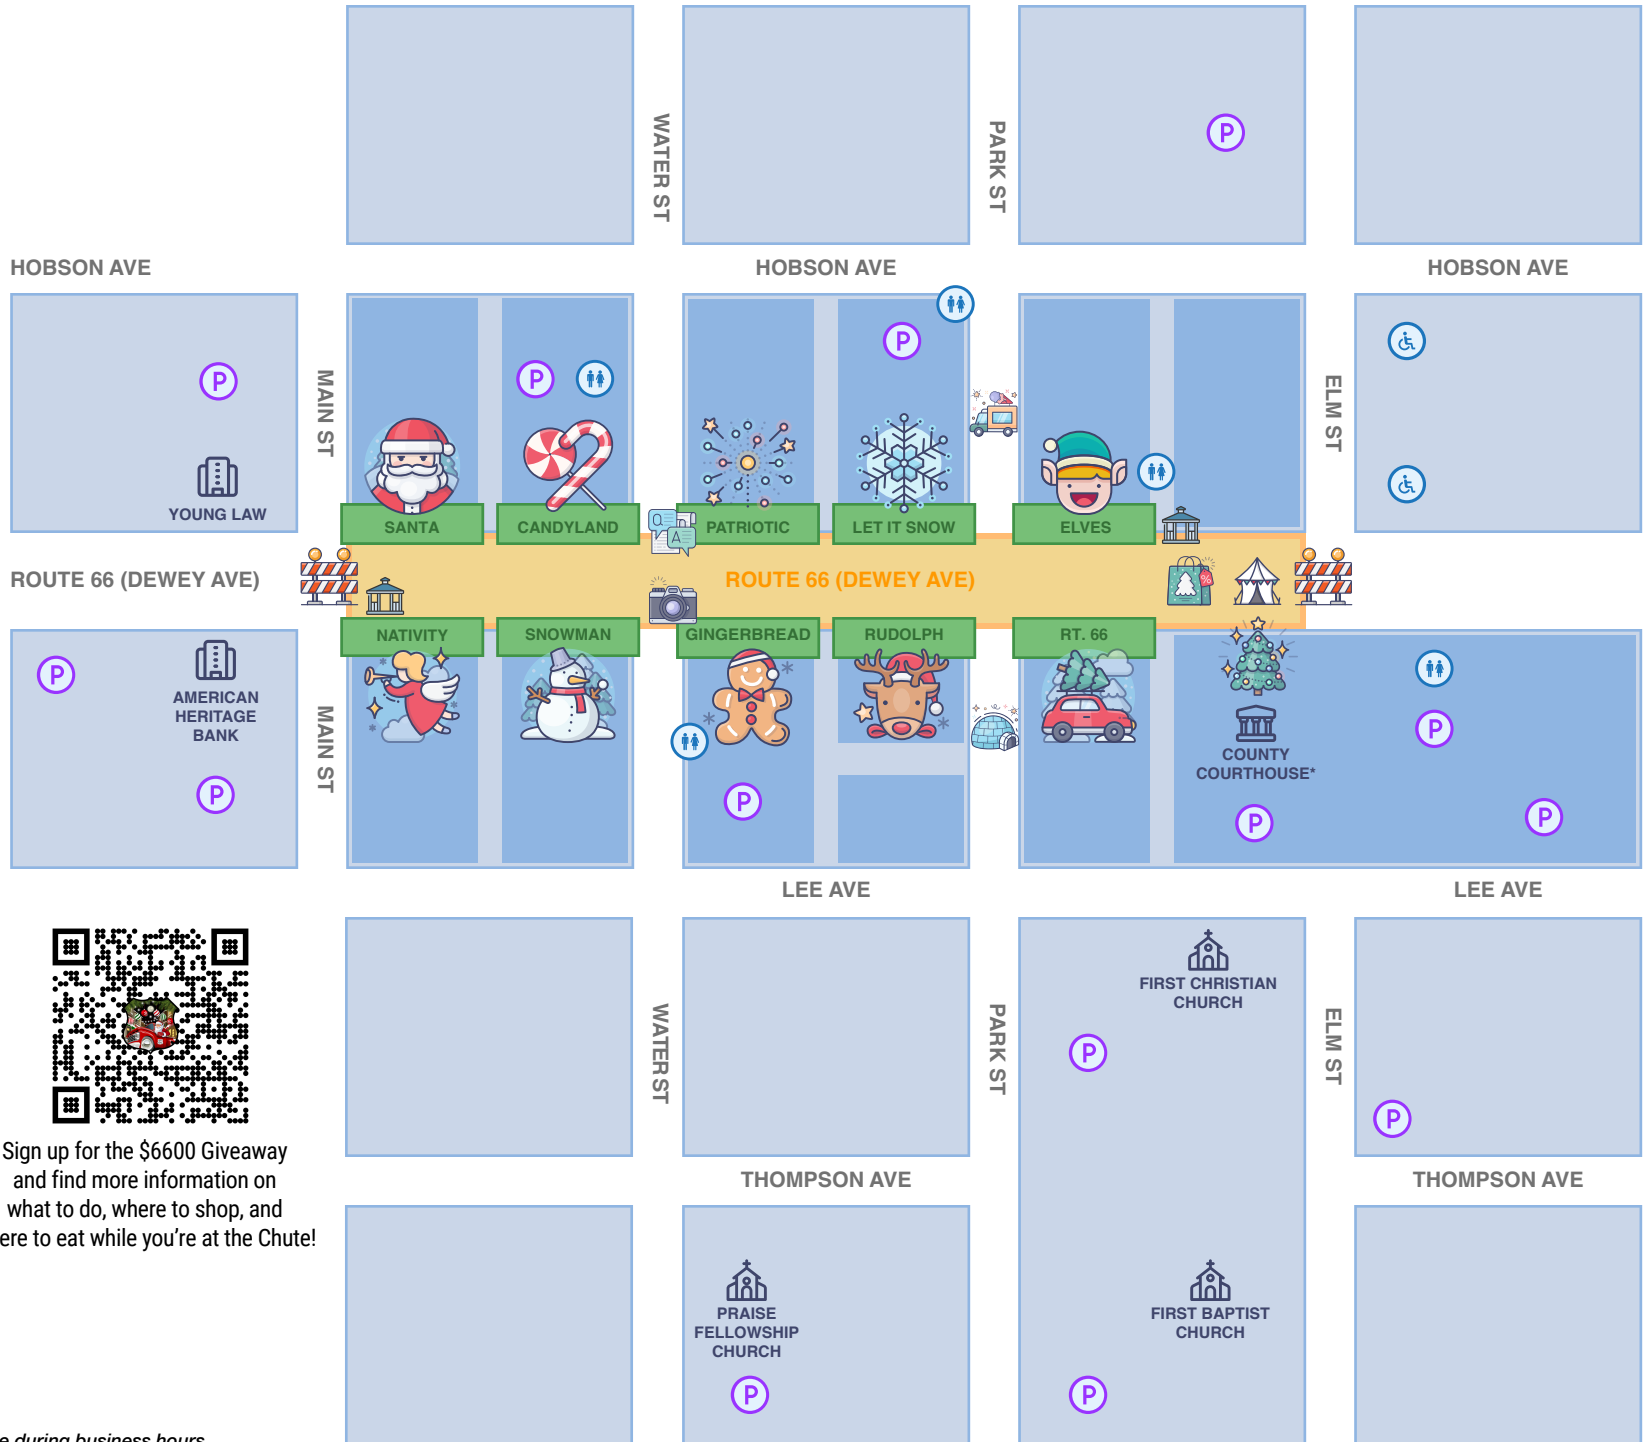 WATER ST
PARK ST
P
HOBSON AVE
HOBSON AVE
HOBSON AVE
P
MAIN ST
P
P
ELM ST
YOUNG LAW
SANTA
CANDYLAND
Q
A
PATRIOTIC
LET IT SNOW
ELVES
ROUTE 66 (DEWEY AVE)
ROUTE 66 (DEWEY AVE)
%
NATIVITY
SNOWMAN
GINGERBREAD
RUDOLPH
RT. 66
P
AMERICAN
HERITAGE
BANK
P
MAIN ST
P
COUNTY
COURTHOUSE*
P
P
P
LEE AVE
LEE AVE
WATER ST
PARK ST
FIRST CHRISTIAN
CHURCH
P
ELM ST
P
Sign up for the $6600 Giveaway
and find more information on
what to do, where to shop, and
ere to eat while you're at the Chute!
THOMPSON AVE
THOMPSON AVE
PRAISE
FELLOWSHIP
CHURCH
P
FIRST BAPTIST
CHURCH
P
e during business hours